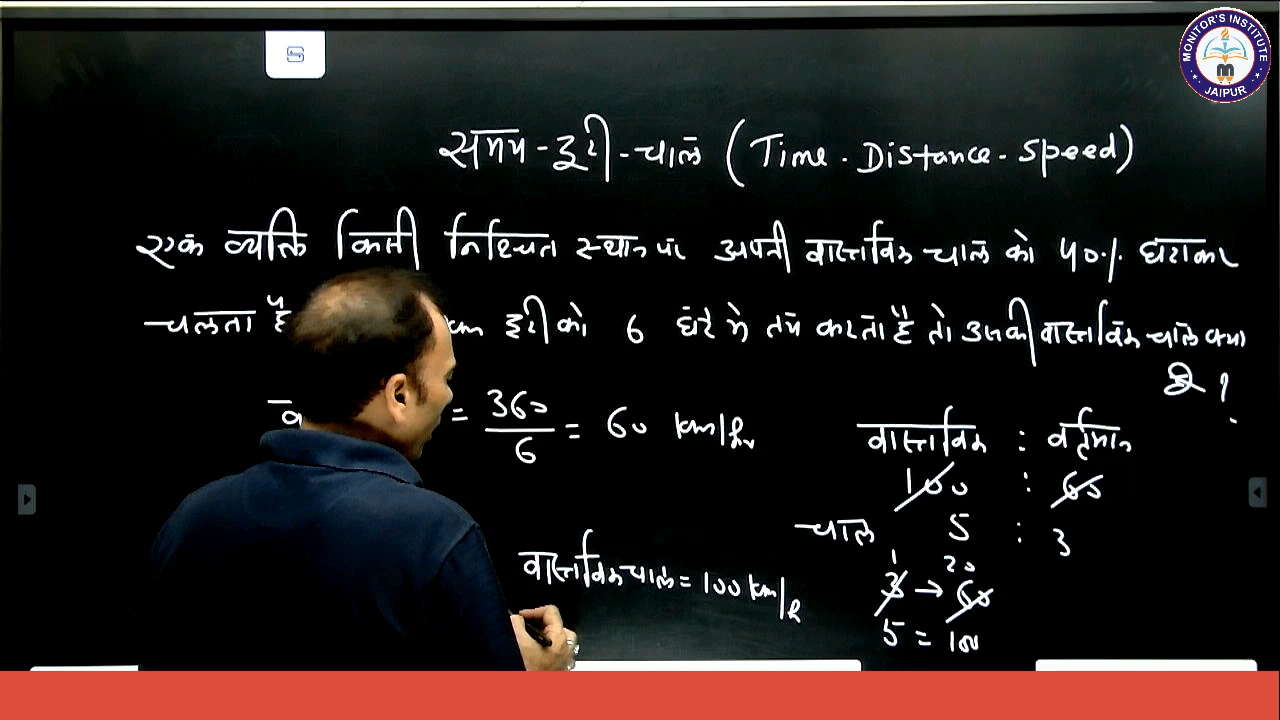 MONITOR'S INSTITUTE
JAIPUR
समय-दूरी-चाल (Time-Distance-Speed)
एक व्यक्ति किसी निश्चित स्थान पर अपनी वास्तविक चाल को 40% घटाकर
चलता है km दूरी को 6 घंटे मे तय करता है तो उसकी वास्तविक चाल क्या
है ?
= 360/6 = 60 km/hr
वास्तविक : वर्तमान
100 : 60
चाल 5 : 3
1 20
3 → 60
5 = 100
वास्तविक चाल = 100 km/h